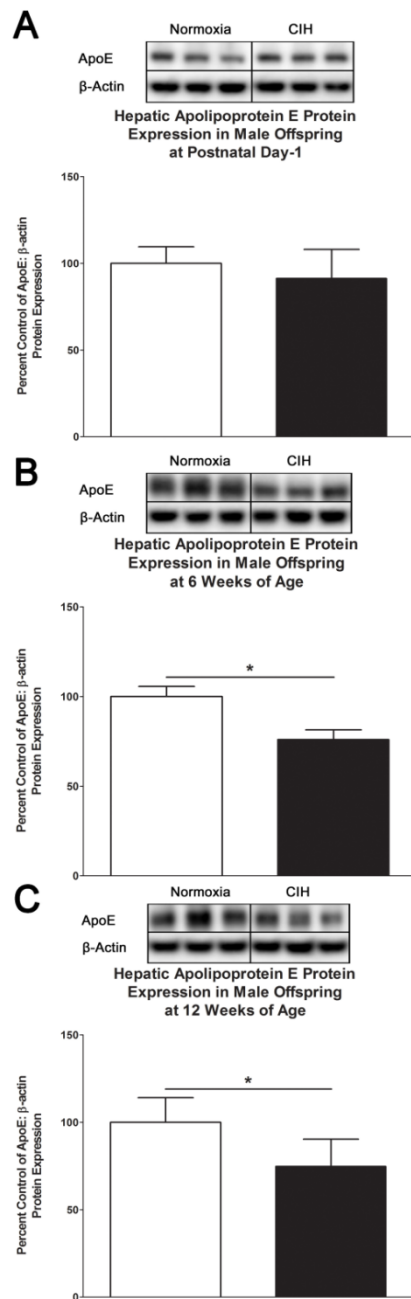 A
Normoxia CIH
ApoE
β-Actin
Hepatic Apolipoprotein E Protein
Expression in Male Offspring
at Postnatal Day-1
Percent Control of ApoE: β-actin
Protein Expression
150
100
50
0
B
Normoxia CIH
ApoE
β-Actin
Hepatic Apolipoprotein E Protein
Expression in Male Offspring
at 6 Weeks of Age
Percent Control of ApoE: β-actin
Protein Expression
150
100
50
0
*
C
Normoxia CIH
ApoE
β-Actin
Hepatic Apolipoprotein E Protein
Expression in Male Offspring
at 12 Weeks of Age
Percent Control of ApoE: β-actin
Protein Expression
150
100
50
0
*